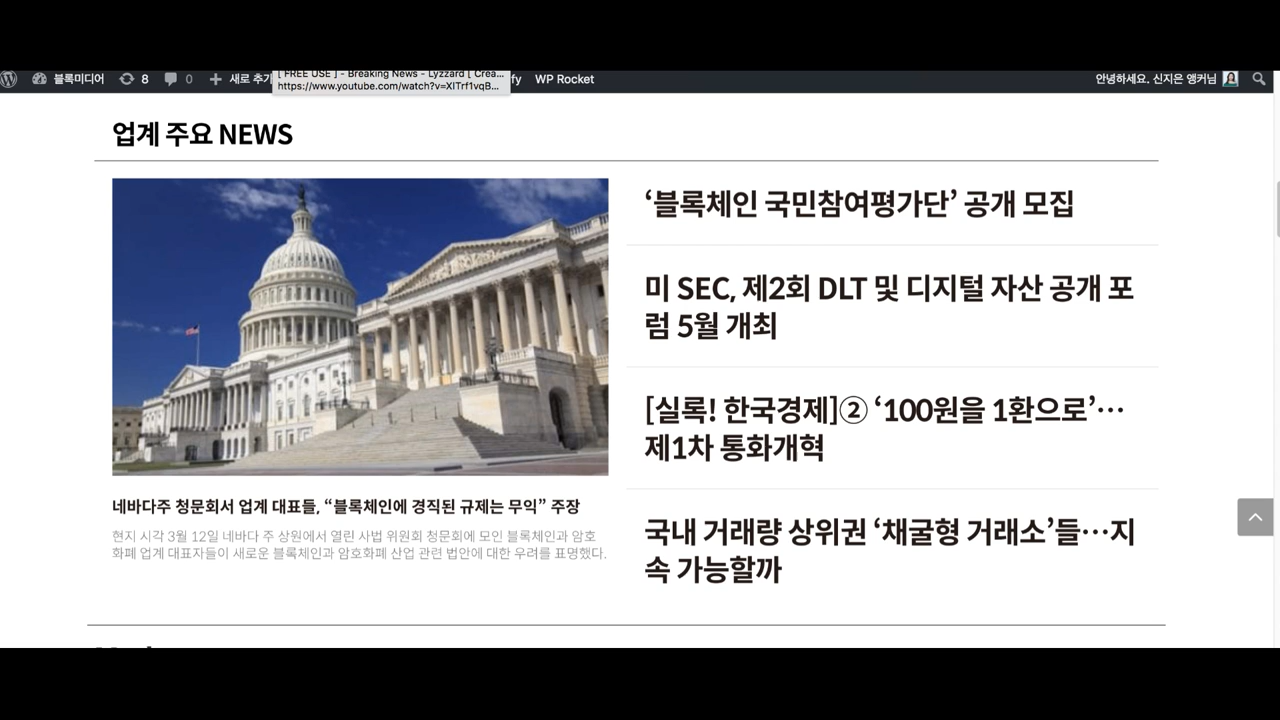 블록미디어 8 0 새로 추가 fy WP Rocket 안녕하세요. 신지은 앵커님
[ FREE USE ] - Breaking News - Lyzzard [ Crea...
https://www.youtube.com/watch?v=XITrf1vqB...
업계 주요 NEWS
‘블록체인 국민참여평가단’ 공개 모집
미 SEC, 제2회 DLT 및 디지털 자산 공개 포
럼 5월 개최
[실록! 한국경제]② ‘100원을 1환으로’…
제1차 통화개혁
국내 거래량 상위권 ‘채굴형 거래소’들…지
속 가능할까
네바다주 청문회서 업계 대표들, “블록체인에 경직된 규제는 무익” 주장
현지 시각 3월 12일 네바다 주 상원에서 열린 사법 위원회 청문회에 모인 블록체인과 암호
화폐 업계 대표자들이 새로운 블록체인과 암호화폐 산업 관련 법안에 대한 우려를 표명했다.